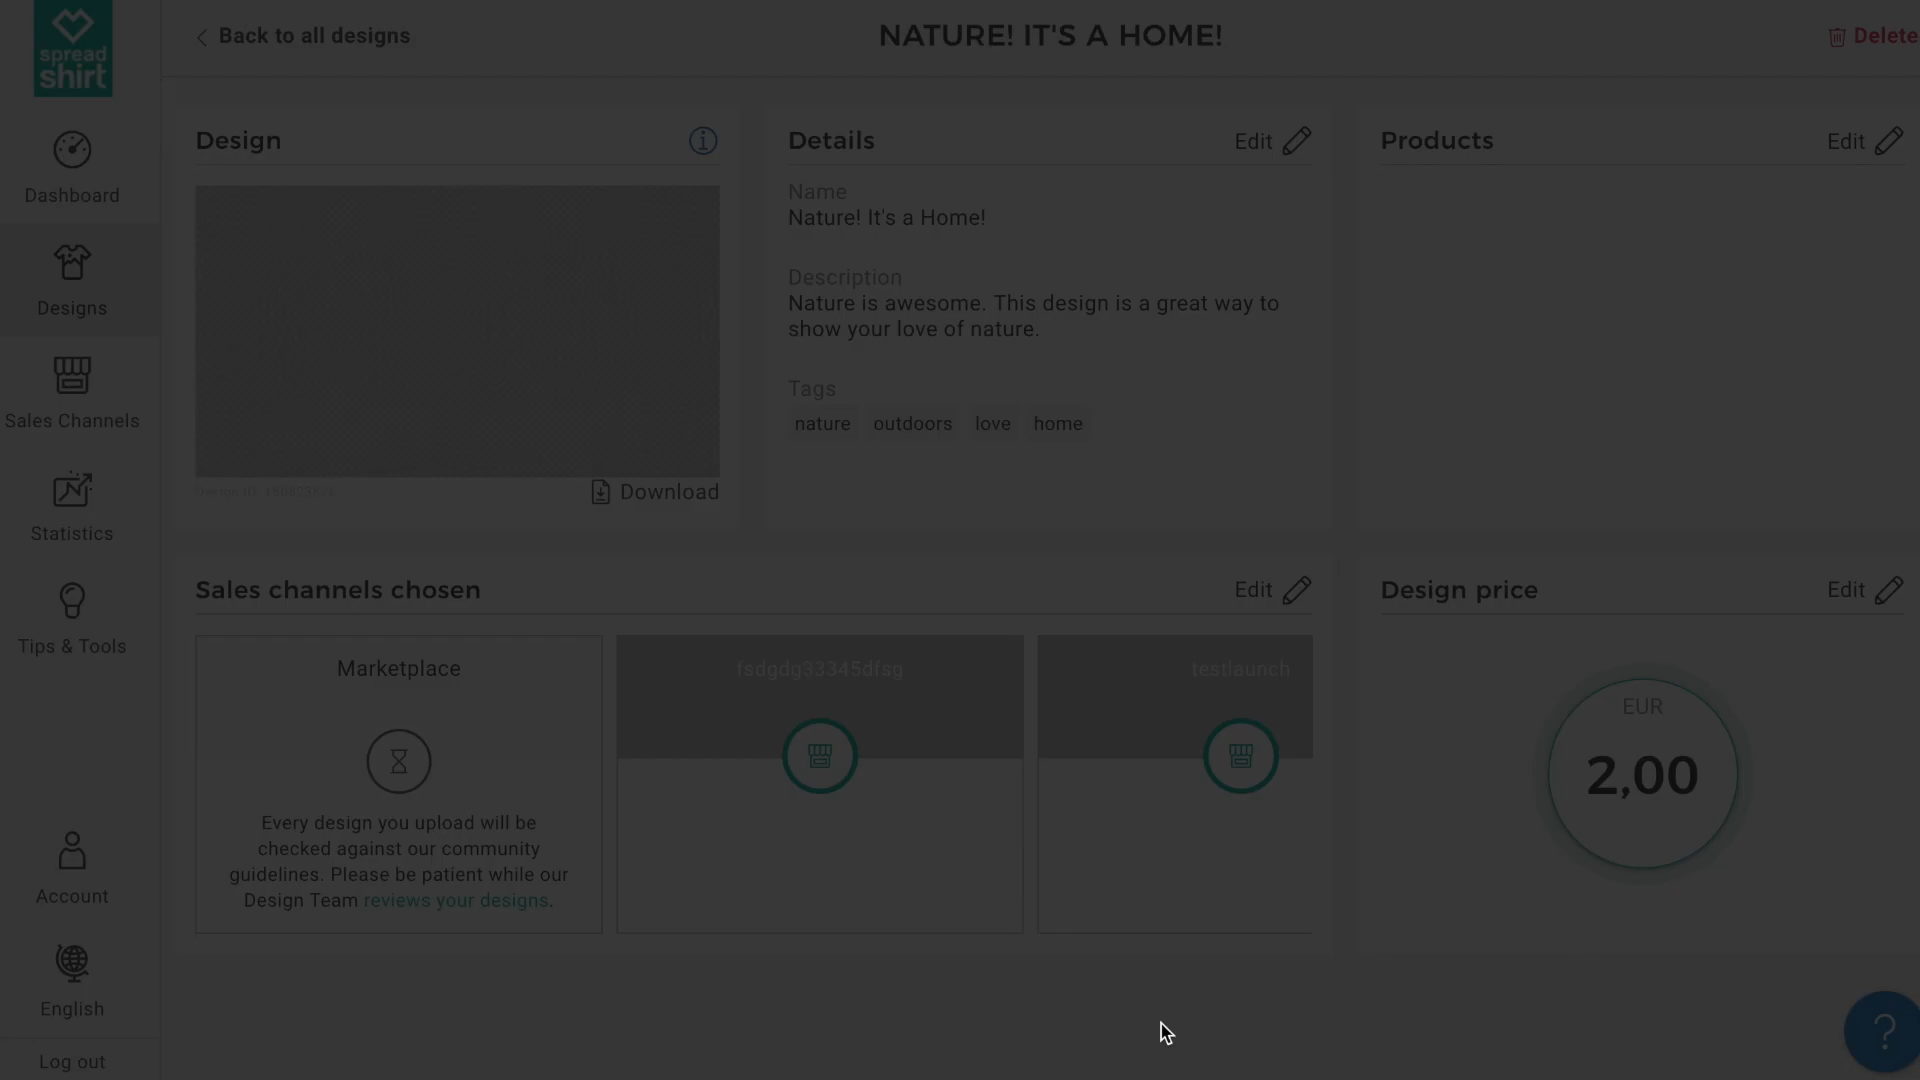 spread
shirt
Back to all designs
NATURE! IT'S A HOME!
Delete
Dashboard
Designs
Sales Channels
Statistics
Tips & Tools
Account
English
Log out
Design
Download
Details
Edit
Name
Nature! It's a Home!
Description
Nature is awesome. This design is a great way to
show your love of nature.
Tags
nature outdoors love home
Products
Edit
Sales channels chosen
Edit
Marketplace
Every design you upload will be
checked against our community
guidelines. Please be patient while our
Design Team reviews your designs.
fsdgdg33345dfsg
testlaunch
Design price
Edit
EUR
2,00
?